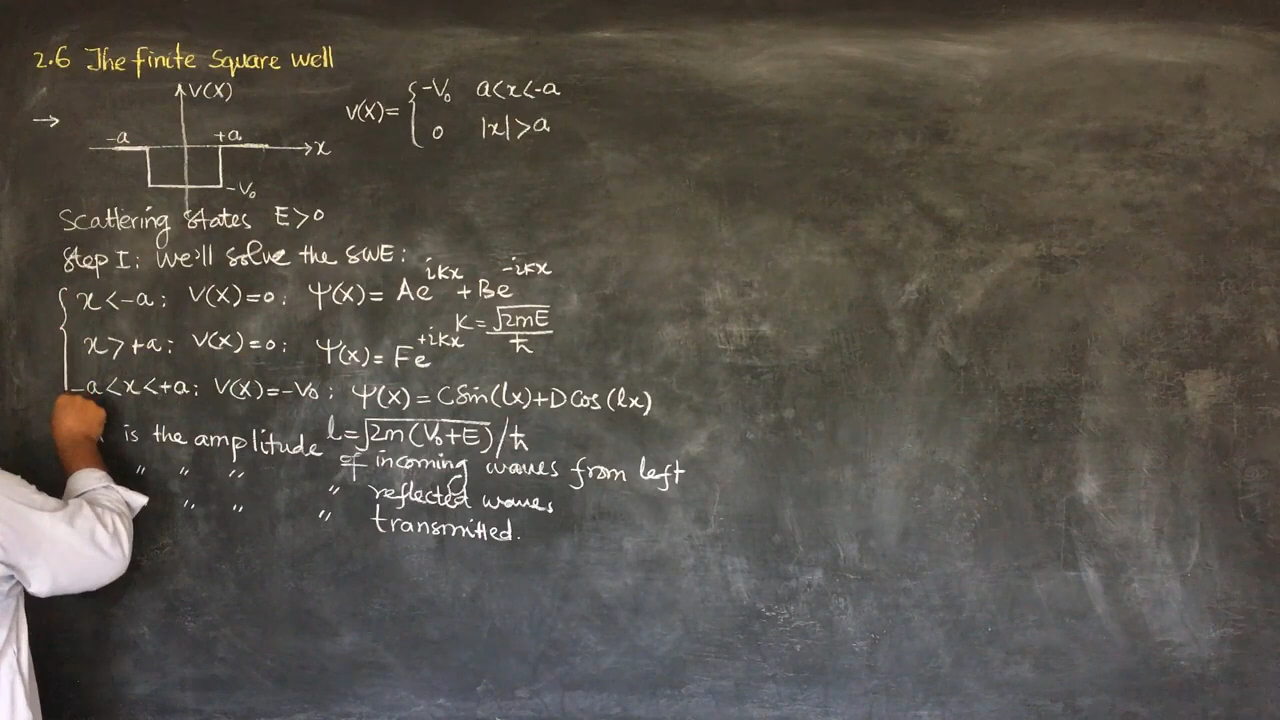 2.6 The finite Square well
V(X)
→
-a
+a
x
-V₀
V(X)= { -V₀ a<x<-a
0 |x|>a
Scattering states E>0
Step I: we'll solve the SWE:
x<-a; V(X)=0; Ψ(X)= Ae^{ikx} + Be^{-ikx}
K = √2mE / ħ
x>+a; V(X)=0; Ψ(X)= Fe^{+ikx}
-a<x<+a; V(X)=-V₀; Ψ(X)= C Sin(lx)+D Cos(lx)
l=√2m(V₀+E)/ħ
is the amplitude of incoming waves from left
" " " " reflected waves
" " " transmitted.